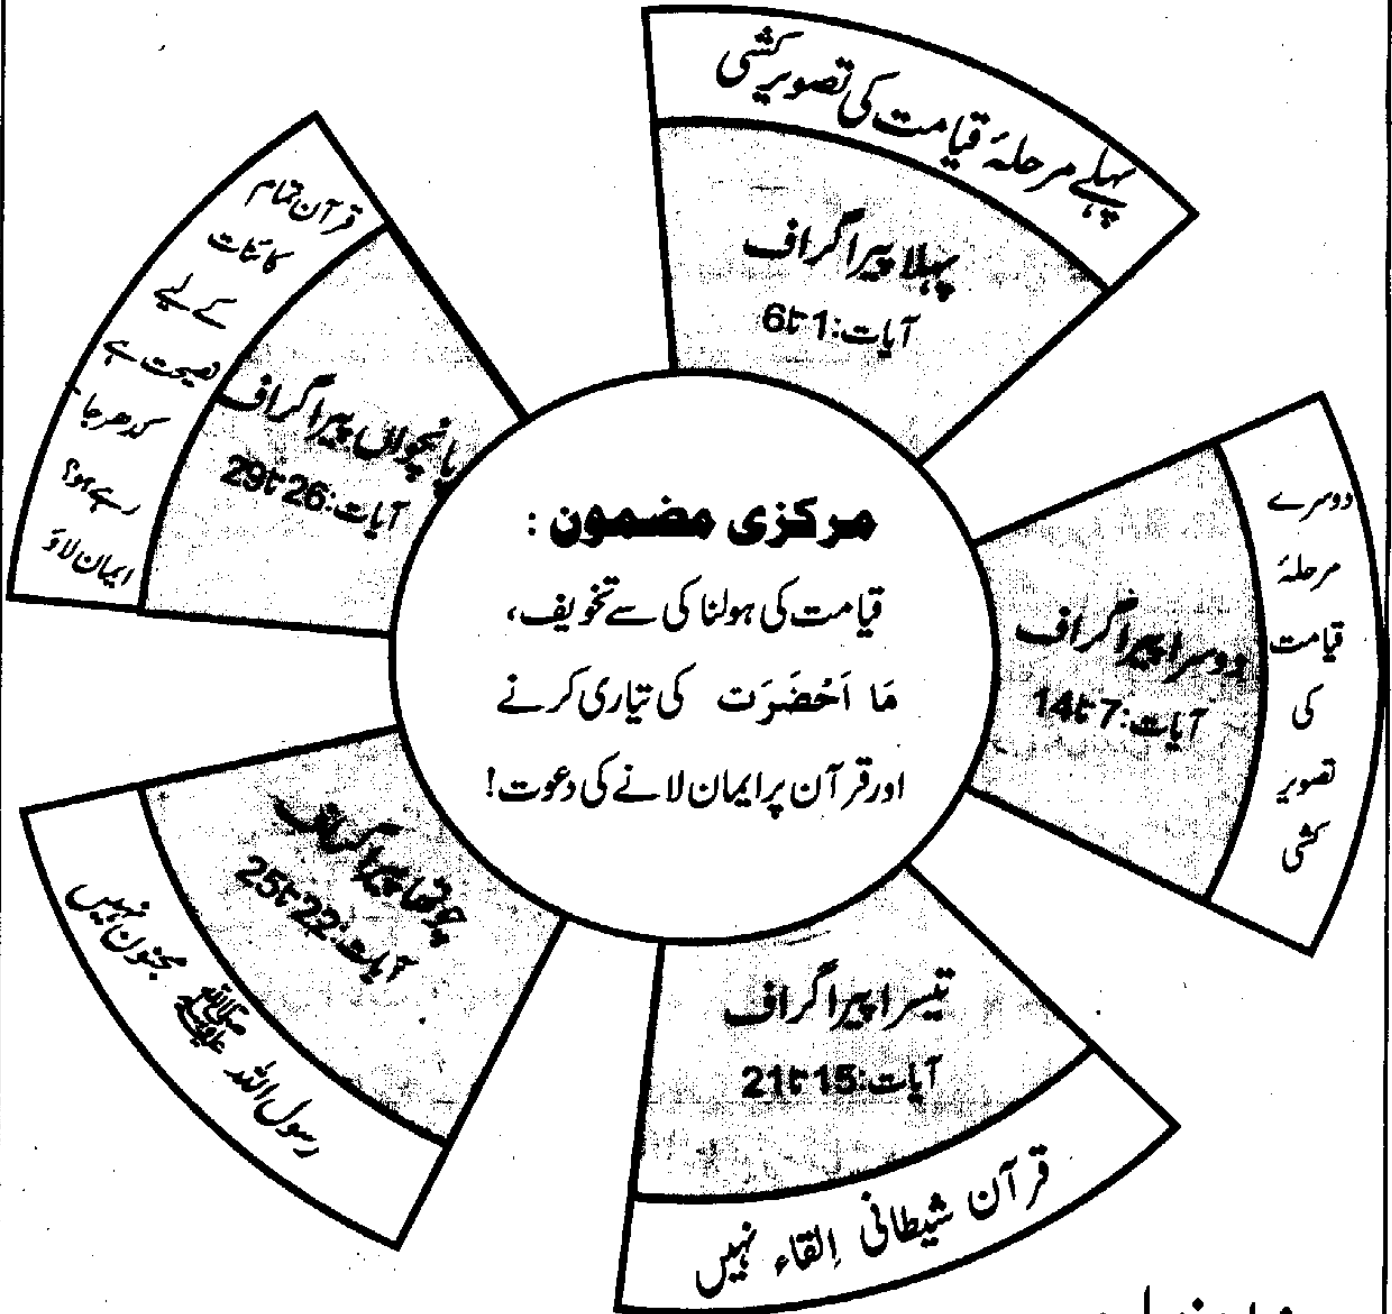 پہلے مرحلۂ قیامت کی تصویر کشی
پہلا پیراگراف
آیات:1 تا 6
دوسرے
مرحلۂ
قیامت
کی
تصویر
کشی
دوسرا پیراگراف
آیات:7 تا 14
تیسرا پیراگراف
آیات:15 تا 21
قرآن شیطانی اِلقاء نہیں
چوتھا پیراگراف
آیات:22 تا 25
رسول اللہ ﷺ مجنون نہیں
قرآن تمام
کائنات
کے لیے
نصیحت ہے
کدھر جا
رہے ہو؟
ایمان لاؤ
پانچواں پیراگراف
آیات:26 تا 29
مرکزی مضمون :
قیامت کی ہولناکی سے تخویف،
مَا اَحْضَرَت کی تیاری کرنے
اور قرآن پر ایمان لانے کی دعوت!